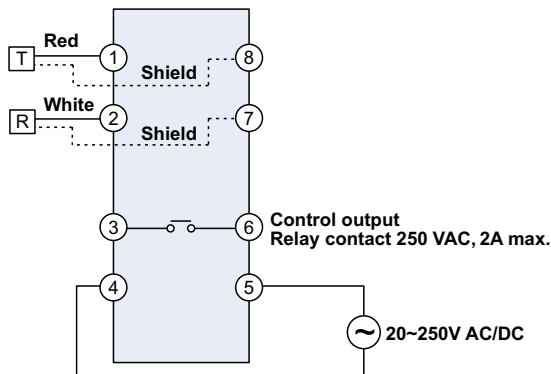 Red
T
1
8
Shield
White
R
2
7
Shield
3
6
Control output
Relay contact 250 VAC, 2A max.
4
5
~
20~250V AC/DC